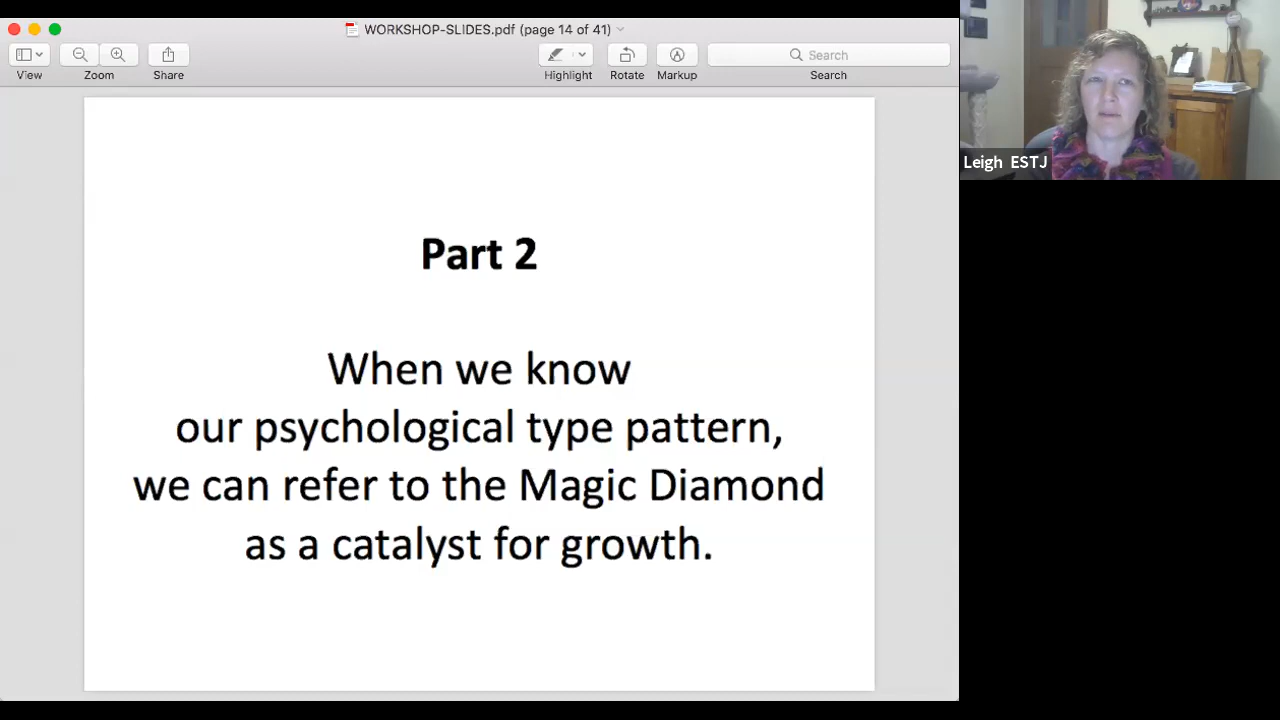 WORKSHOP-SLIDES.pdf (page 14 of 41)
View
Zoom
Share
Highlight
Rotate
Markup
Search
Search
Part 2
When we know
our psychological type pattern,
we can refer to the Magic Diamond
as a catalyst for growth.
Leigh ESTJ